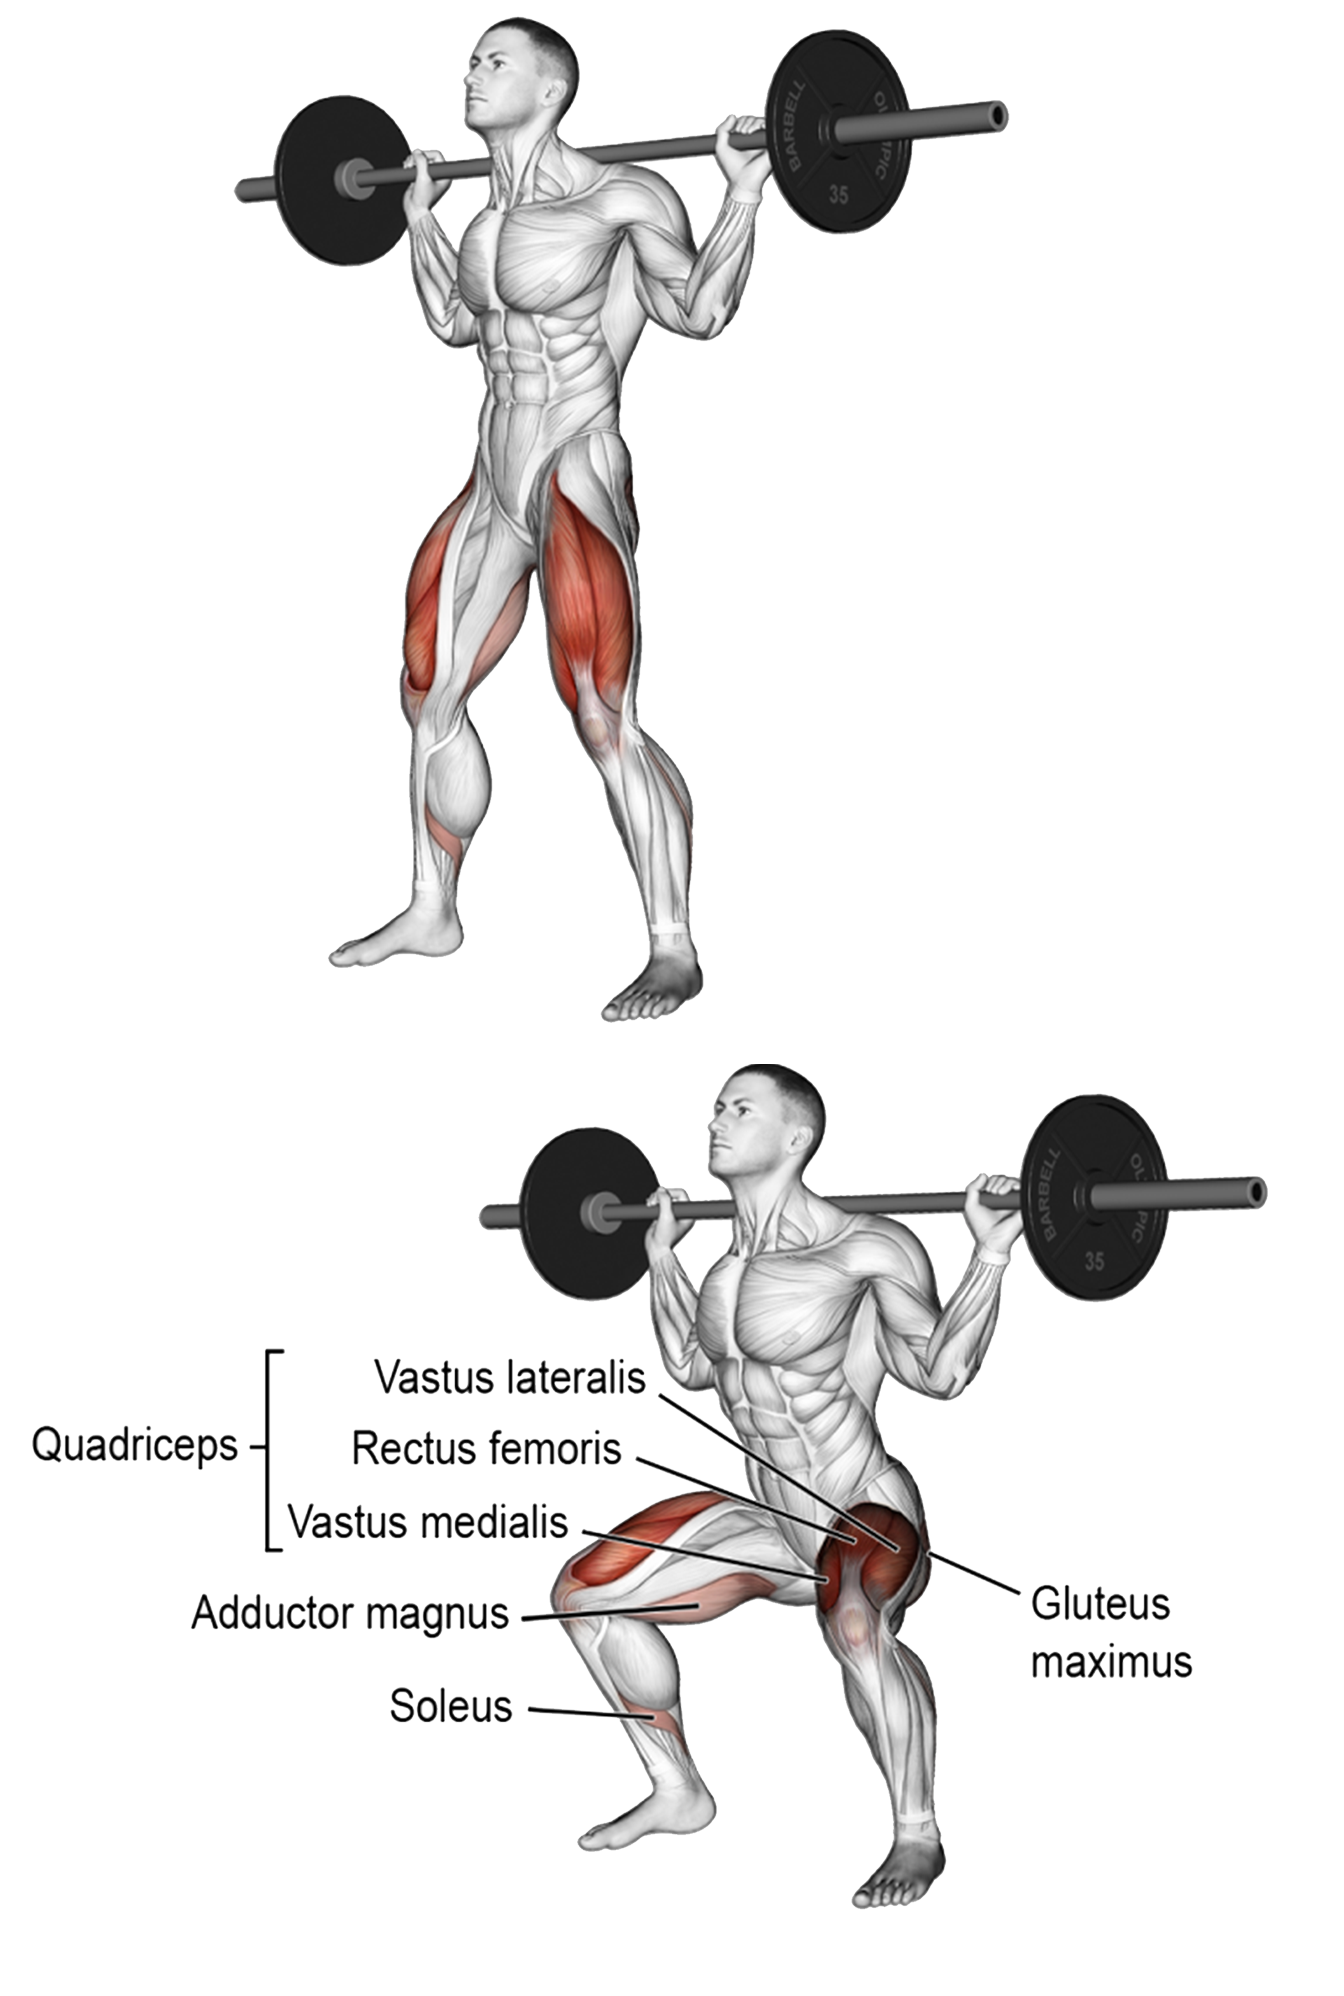 BARBELL
OLYMPIC
35
BARBELL
OLYMPIC
35
Vastus lateralis
Quadriceps
Rectus femoris
Vastus medialis
Adductor magnus
Gluteus
maximus
Soleus